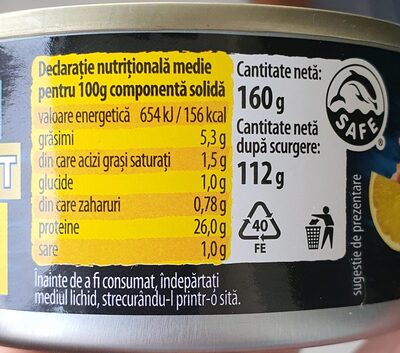 Declarație nutrițională medie
pentru 100g componentă solidă
valoare energetică 654 kJ / 156 kcal
grăsimi 5,3 g
din care acizi grași saturați 1,5 g
glucide 1,0 g
din care zaharuri 0,78 g
proteine 26,0 g
sare 1,0 g
Înainte de a fi consumat, îndepărtați
mediul lichid, strecurându-l printr-o sită.
Cantitate netă:
160 g
Cantitate netă
după scurgere:
112 g
40
FE
SAFE
®
T
sugestie de prezentare